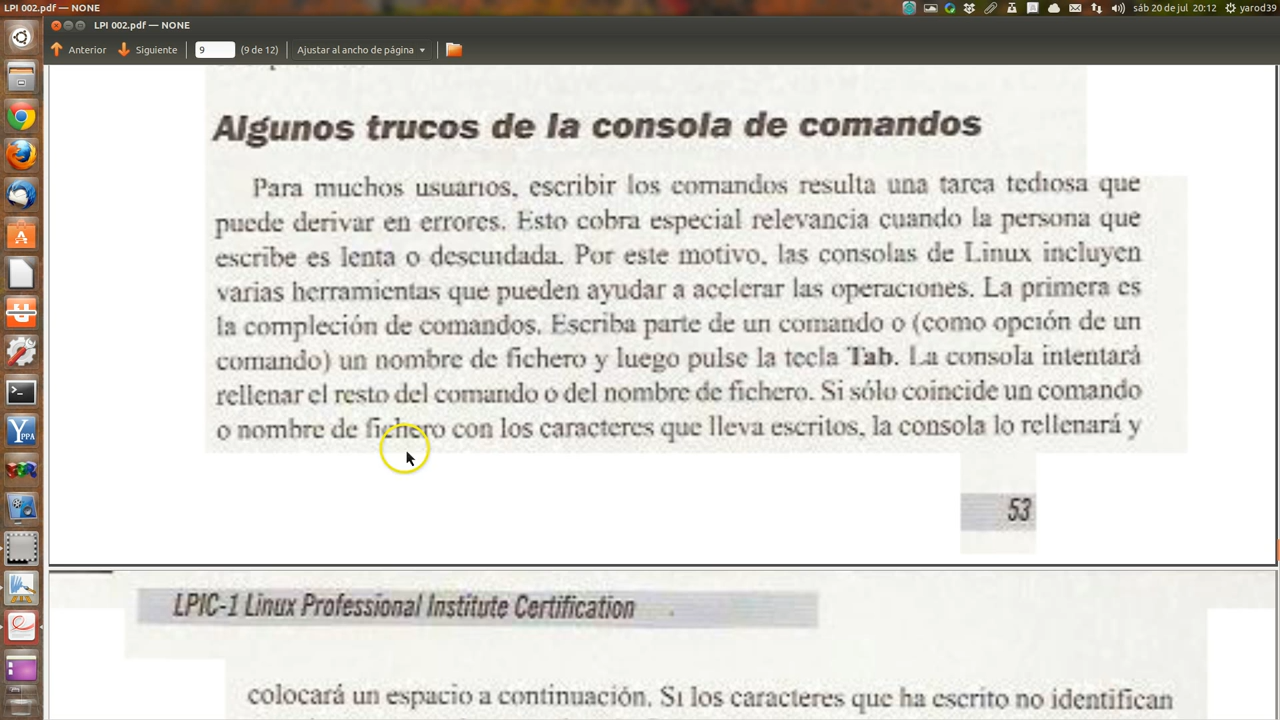 LPI 002.pdf — NONE
sáb 20 de jul 20:12 yarod39
LPI 002.pdf — NONE
Anterior Siguiente 9 (9 de 12) Ajustar al ancho de página
Algunos trucos de la consola de comandos
Para muchos usuarios, escribir los comandos resulta una tarea tediosa que
puede derivar en errores. Esto cobra especial relevancia cuando la persona que
escribe es lenta o descuidada. Por este motivo, las consolas de Linux incluyen
varias herramientas que pueden ayudar a acelerar las operaciones. La primera es
la compleción de comandos. Escriba parte de un comando o (como opción de un
comando) un nombre de fichero y luego pulse la tecla Tab. La consola intentará
rellenar el resto del comando o del nombre de fichero. Si sólo coincide un comando
o nombre de fichero con los caracteres que lleva escritos, la consola lo rellenará y
53
LPIC-1 Linux Professional Institute Certification
colocará un espacio a continuación. Si los caracteres que ha escrito no identifican